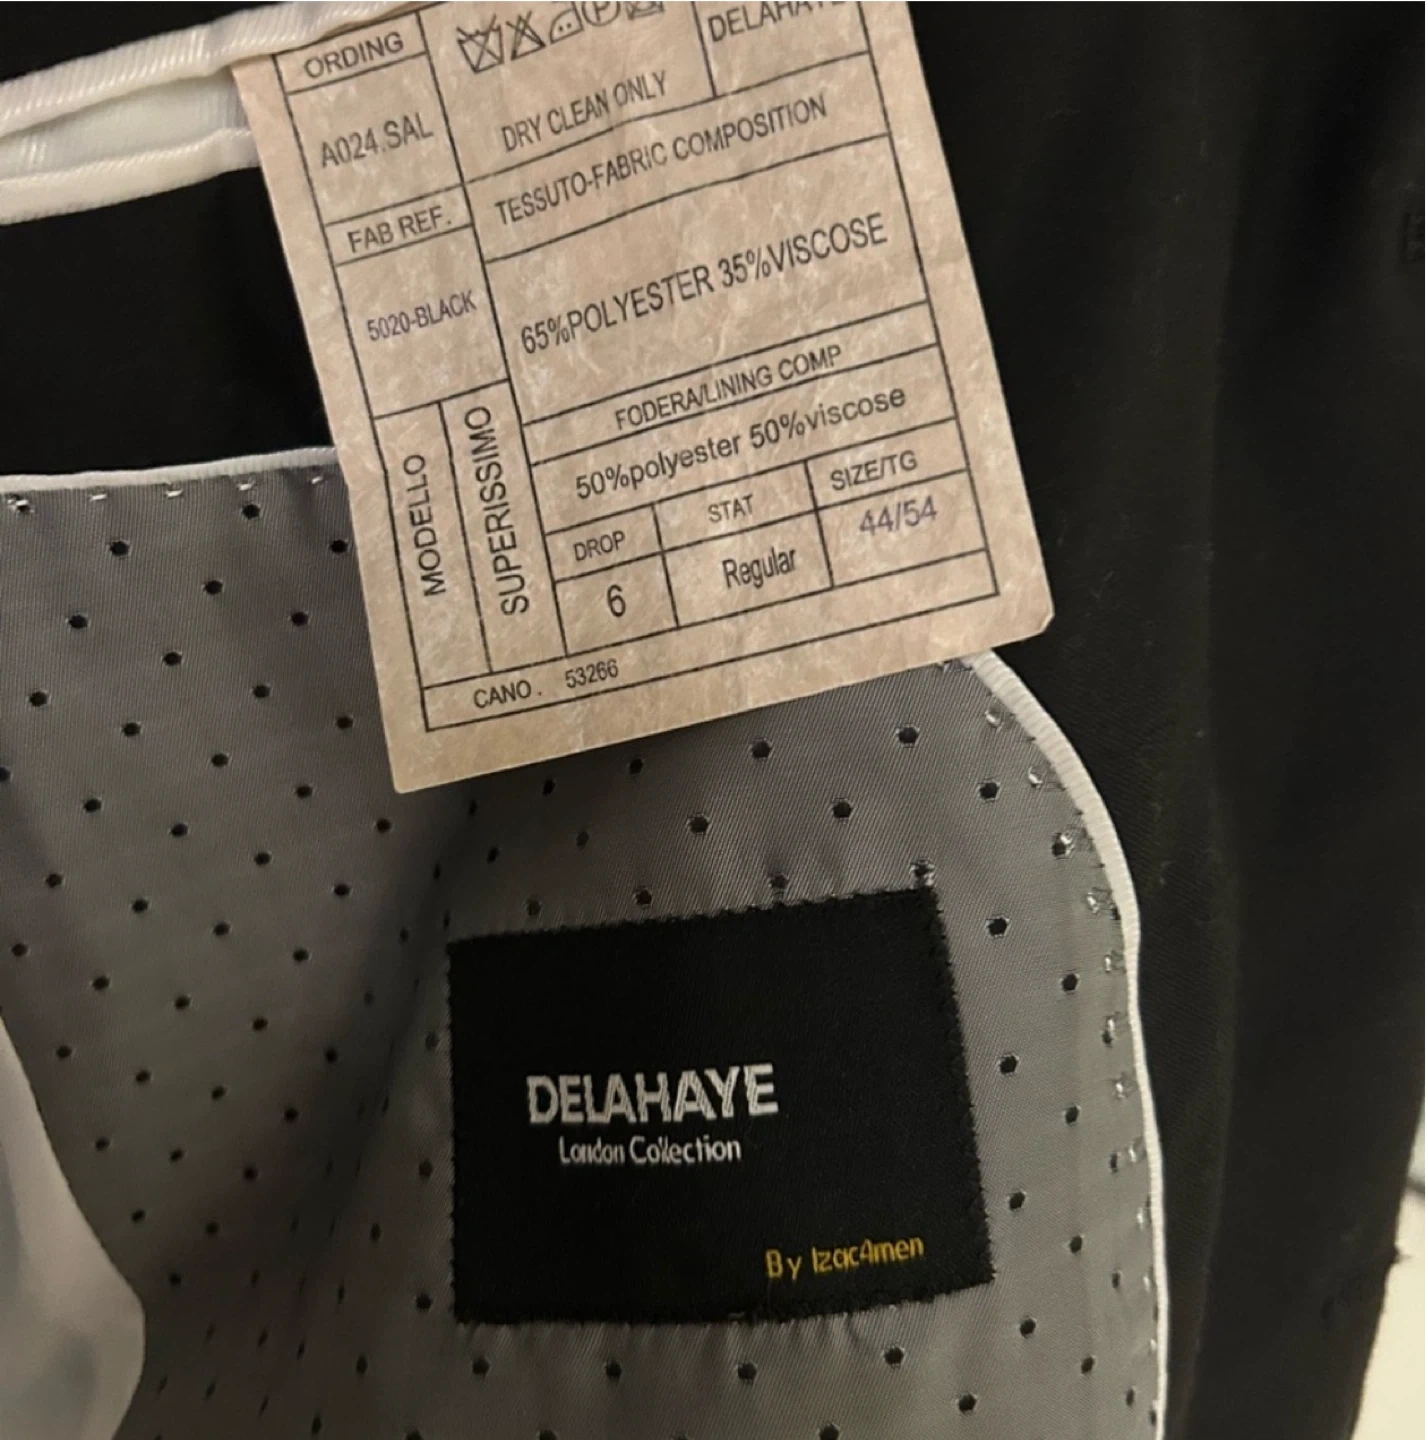 ORDING
A024.SAL
FAB REF.
5020-BLACK
MODELLO
SUPERISSIMO
DELAHAYE
DRY CLEAN ONLY
TESSUTO-FABRIC COMPOSITION
65%POLYESTER 35%VISCOSE
FODERA/LINING COMP
50%polyester 50%viscose
DROP
STAT
SIZE/TG
6
Regular
44/54
CANO. 53266
DELAHAYE
London Collection
By Izac4men